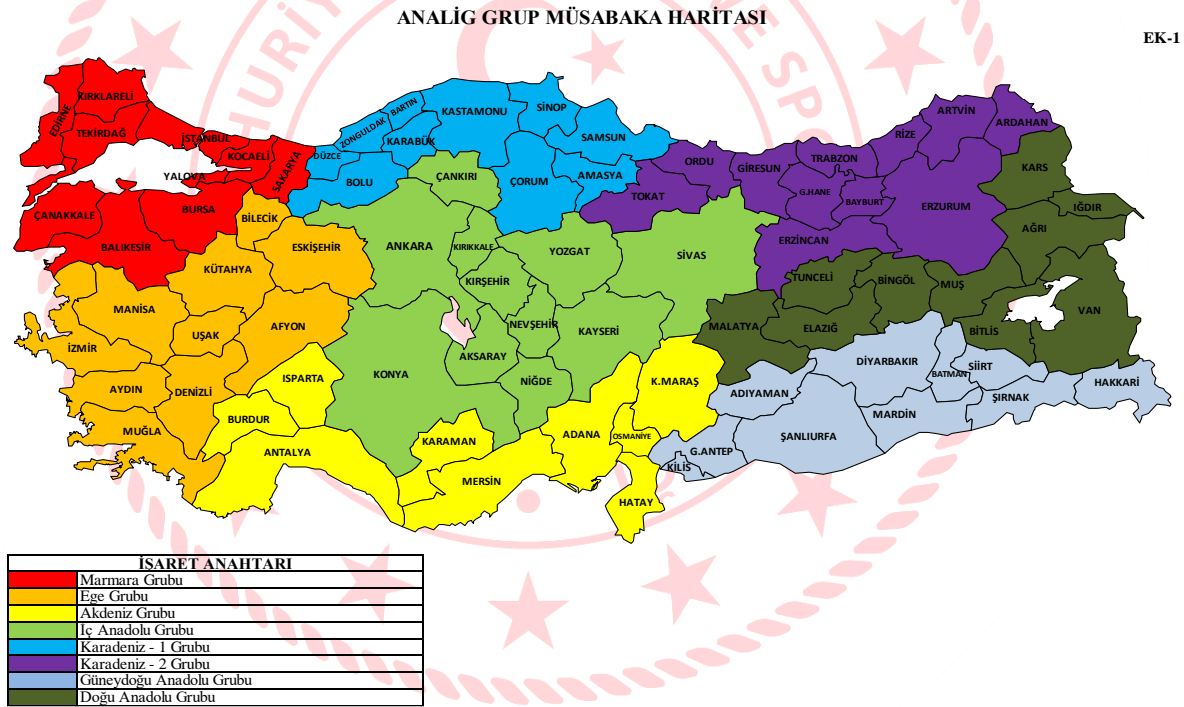 ANALİG GRUP MÜSABAKA HARİTASI
EK-1
KIRKLARELİ
EDİRNE
TEKİRDAĞ
İSTANBUL
KOCAELİ
YALOVA
SAKARYA
ÇANAKKALE
BURSA
BALIKESİR
BİLECİK
ESKİŞEHİR
KÜTAHYA
MANİSA
UŞAK
AFYON
İZMİR
AYDIN
DENİZLİ
MUĞLA
ISPARTA
BURDUR
ANTALYA
DÜZCE
ZONGULDAK
BARTIN
KARABÜK
BOLU
KASTAMONU
SİNOP
SAMSUN
ÇORUM
AMASYA
ÇANKIRI
ANKARA
KIRIKKALE
YOZGAT
SİVAS
KIRŞEHİR
NEVŞEHİR
KAYSERİ
AKSARAY
KONYA
NİĞDE
KARAMAN
MERSİN
ADANA
OSMANİYE
K.MARAŞ
HATAY
TOKAT
ORDU
GİRESUN
TRABZON
G.HANE
BAYBURT
RİZE
ARTVİN
ARDAHAN
ERZURUM
ERZİNCAN
KARS
IĞDIR
AĞRI
TUNCELİ
BİNGÖL
MUŞ
MALATYA
ELAZIĞ
BİTLİS
VAN
DİYARBAKIR
BATMAN
SİİRT
ADIYAMAN
MARDİN
ŞIRNAK
HAKKARİ
ŞANLIURFA
G.ANTEP
KİLİS
İŞARET ANAHTARI
Marmara Grubu
Ege Grubu
Akdeniz Grubu
İç Anadolu Grubu
Karadeniz - 1 Grubu
Karadeniz - 2 Grubu
Güneydoğu Anadolu Grubu
Doğu Anadolu Grubu